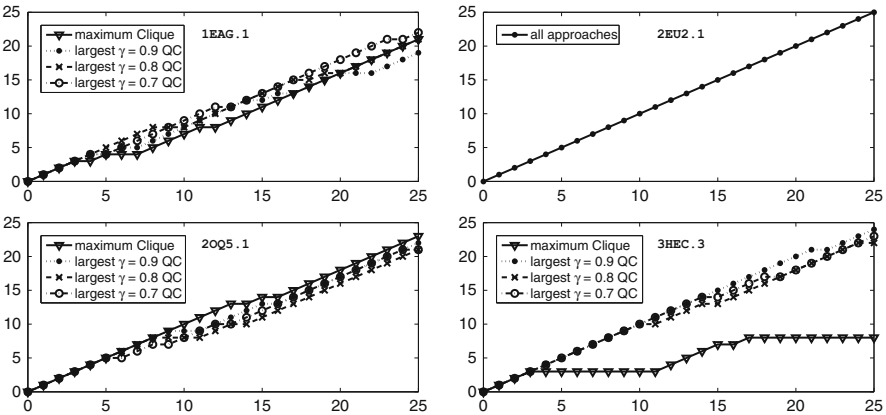 25
20
15
10
5
0
maximum Clique
largest γ = 0.9 QC
largest γ = 0.8 QC
largest γ = 0.7 QC
1EAG.1
0 5 10 15 20 25
25
20
15
10
5
0
all approaches
2EU2.1
0 5 10 15 20 25
25
20
15
10
5
0
maximum Clique
largest γ = 0.9 QC
largest γ = 0.8 QC
largest γ = 0.7 QC
2OQ5.1
0 5 10 15 20 25
25
20
15
10
5
0
maximum Clique
largest γ = 0.9 QC
largest γ = 0.8 QC
largest γ = 0.7 QC
3HEC.3
0 5 10 15 20 25